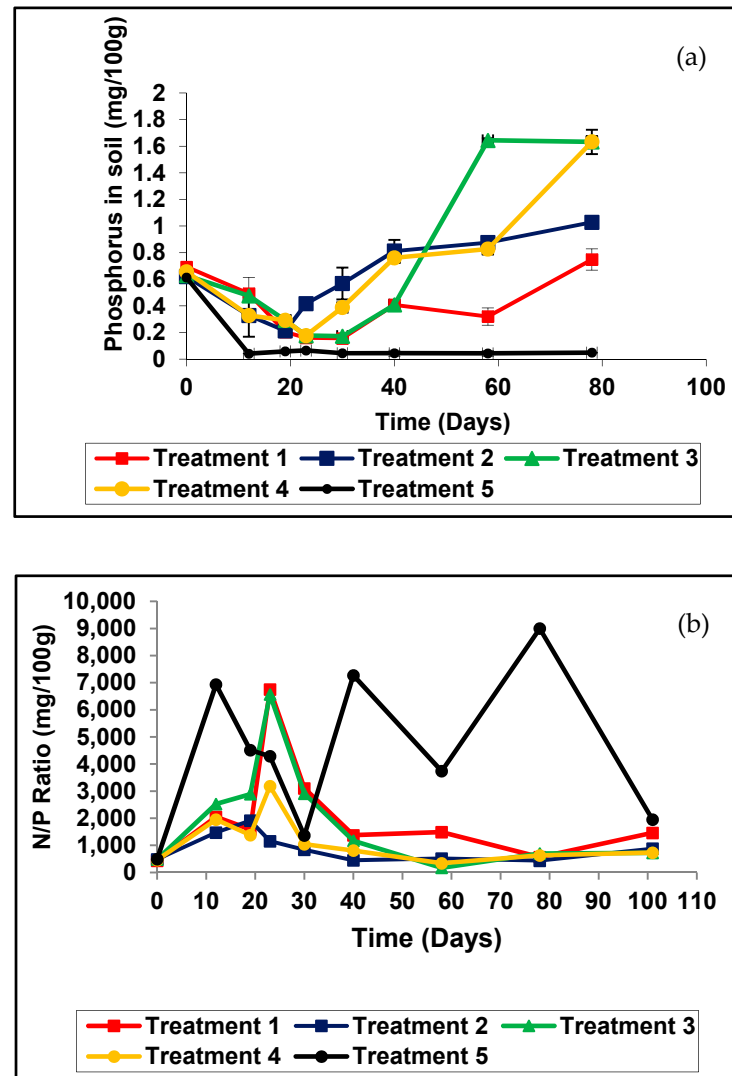 (a)
Phosphorus in soil (mg/100g)
2
1.8
1.6
1.4
1.2
1
0.8
0.6
0.4
0.2
0
0 20 40 60 80 100
Time (Days)
Treatment 1 Treatment 2 Treatment 3
Treatment 4 Treatment 5
(b)
N/P Ratio (mg/100g)
10,000
9,000
8,000
7,000
6,000
5,000
4,000
3,000
2,000
1,000
0
0 10 20 30 40 50 60 70 80 90 100 110
Time (Days)
Treatment 1 Treatment 2 Treatment 3
Treatment 4 Treatment 5